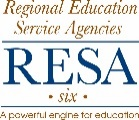 Regional Education
Service Agencies
RESA
• six •
A powerful engine for education